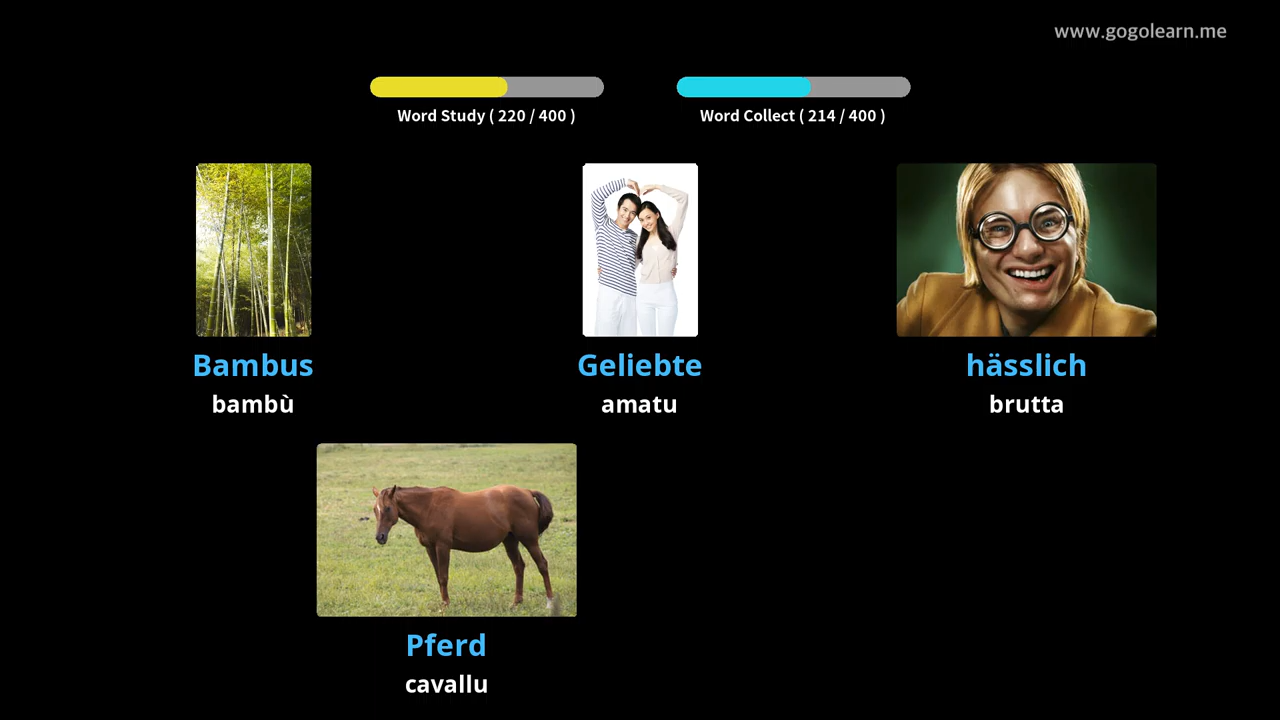 www.gogolearn.me
Word Study ( 220 / 400 )
Word Collect ( 214 / 400 )
Bambus
bambù
Geliebte
amatu
hässlich
brutta
Pferd
cavallu